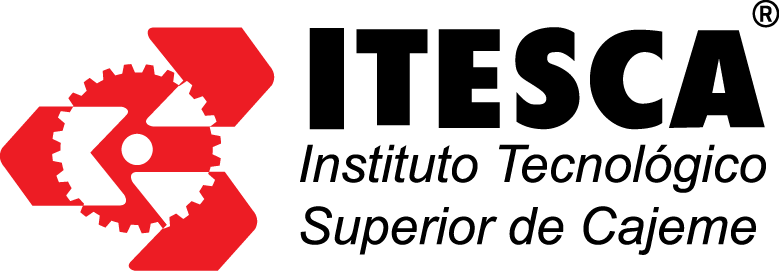 ITESCA®
Instituto Tecnológico
Superior de Cajeme